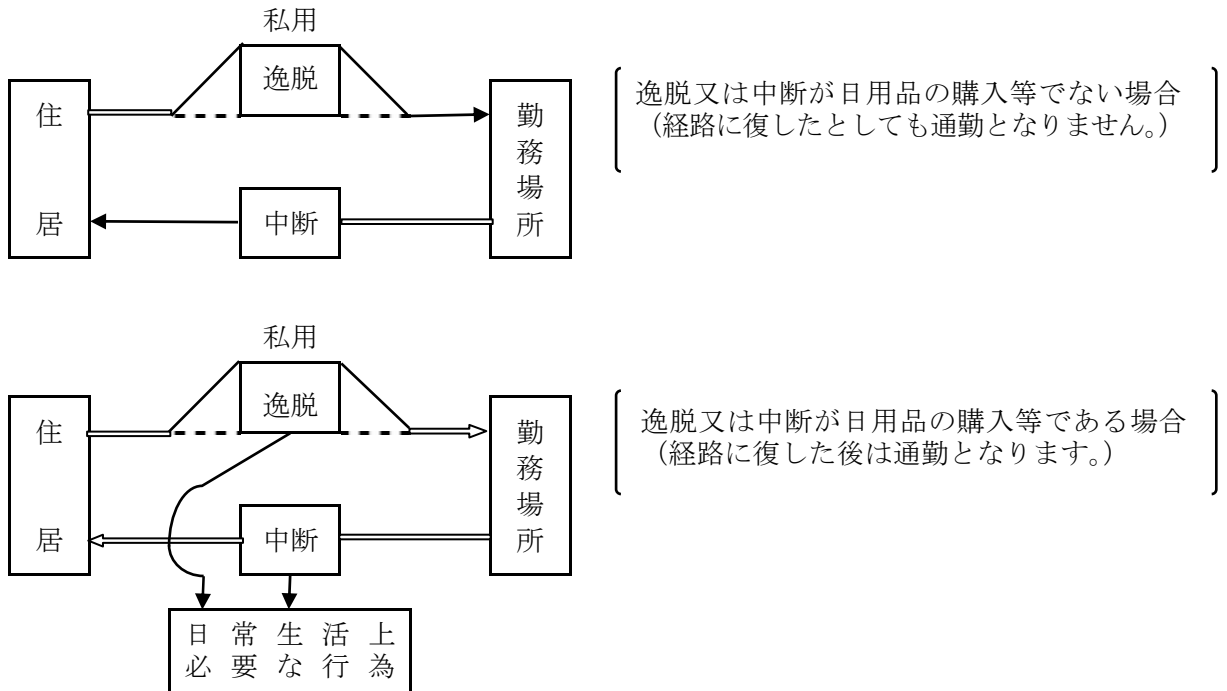 私用
逸脱
住居
勤務場所
中断
逸脱又は中断が日用品の購入等でない場合
（経路に復したとしても通勤となりません。）
私用
逸脱
住居
勤務場所
中断
逸脱又は中断が日用品の購入等である場合
（経路に復した後は通勤となります。）
日常生活上
必要な行為